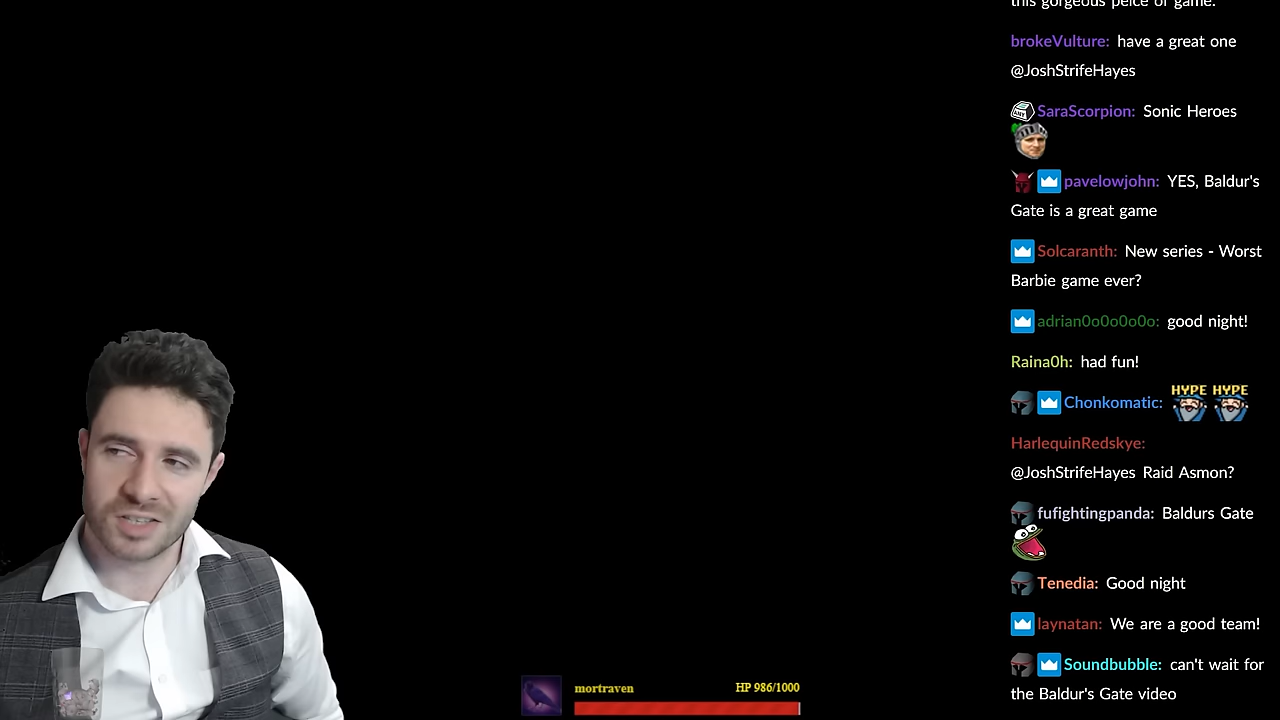 this gorgeous peice of game.
brokeVulture: have a great one
@JoshStrifeHayes
SaraScorpion: Sonic Heroes
pavelowjohn: YES, Baldur's
Gate is a great game
Solcaranth: New series - Worst
Barbie game ever?
adrian0o0o0o0o: good night!
Raina0h: had fun!
Chonkomatic: HYPE HYPE
HarlequinRedskye:
@JoshStrifeHayes Raid Asmon?
fufightingpanda: Baldurs Gate
Tenedia: Good night
laynatan: We are a good team!
Soundbubble: can't wait for
the Baldur's Gate video
mortraven HP 986/1000